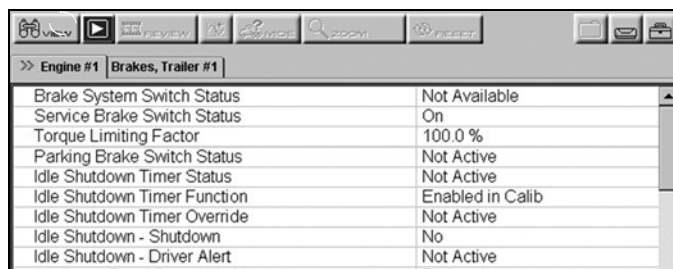 VIEW REVIEW MIDS ZOOM RESET
>> Engine #1 Brakes, Trailer #1
Brake System Switch Status Not Available
Service Brake Switch Status On
Torque Limiting Factor 100.0 %
Parking Brake Switch Status Not Active
Idle Shutdown Timer Status Not Active
Idle Shutdown Timer Function Enabled in Calib
Idle Shutdown Timer Override Not Active
Idle Shutdown - Shutdown No
Idle Shutdown - Driver Alert Not Active